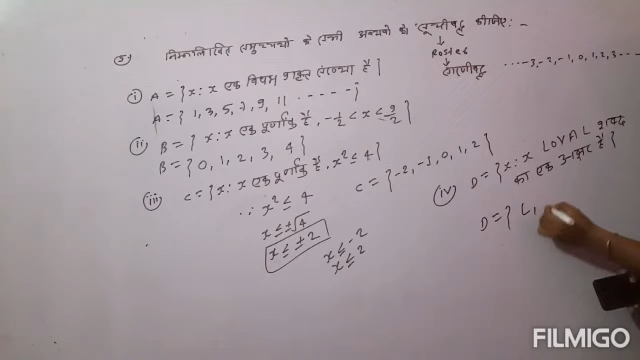 5) निम्नलिखित समुच्चयों के सभी अवयवों को सूचीबद्ध कीजिए: -
↓
Roster
↓
सारणीबद्ध
.... -3, -2, -1, 0, 1, 2, 3 ....
(i) A = { x : x एक विषम प्राकृत संख्या है }
A = { 1, 3, 5, 7, 9, 11 ...... }
(ii) B = { x : x एक पूर्णांक है, -1/2 < x < 9/2 }
B = { 0, 1, 2, 3, 4 }
(iii) C = { x : x एक पूर्णांक है, x² ≤ 4 }
∵ x² ≤ 4
x ≤ ±√4
x ≤ ±2
x ≤ -2
x ≤ 2
C = { -2, -1, 0, 1, 2 }
(iv) D = { x : x LOYAL शब्द
का एक अक्षर है }
D = { L,
FILMIGO